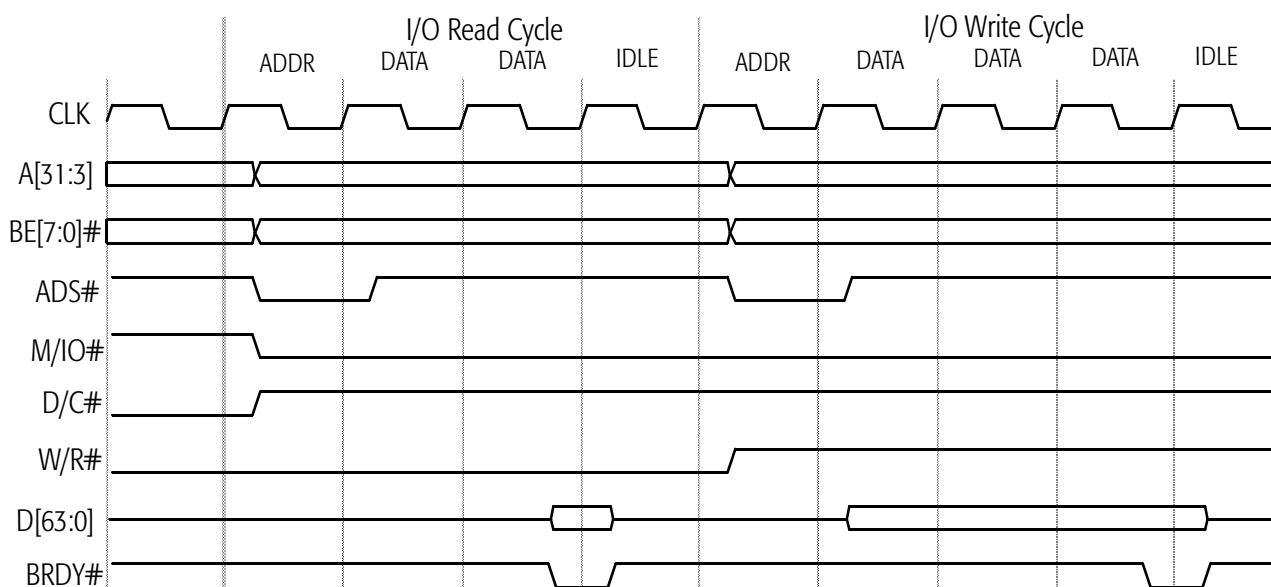 I/O Read Cycle I/O Write Cycle
ADDR DATA DATA IDLE ADDR DATA DATA DATA IDLE
CLK
A[31:3]
BE[7:0]#
ADS#
M/IO#
D/C#
W/R#
D[63:0]
BRDY#